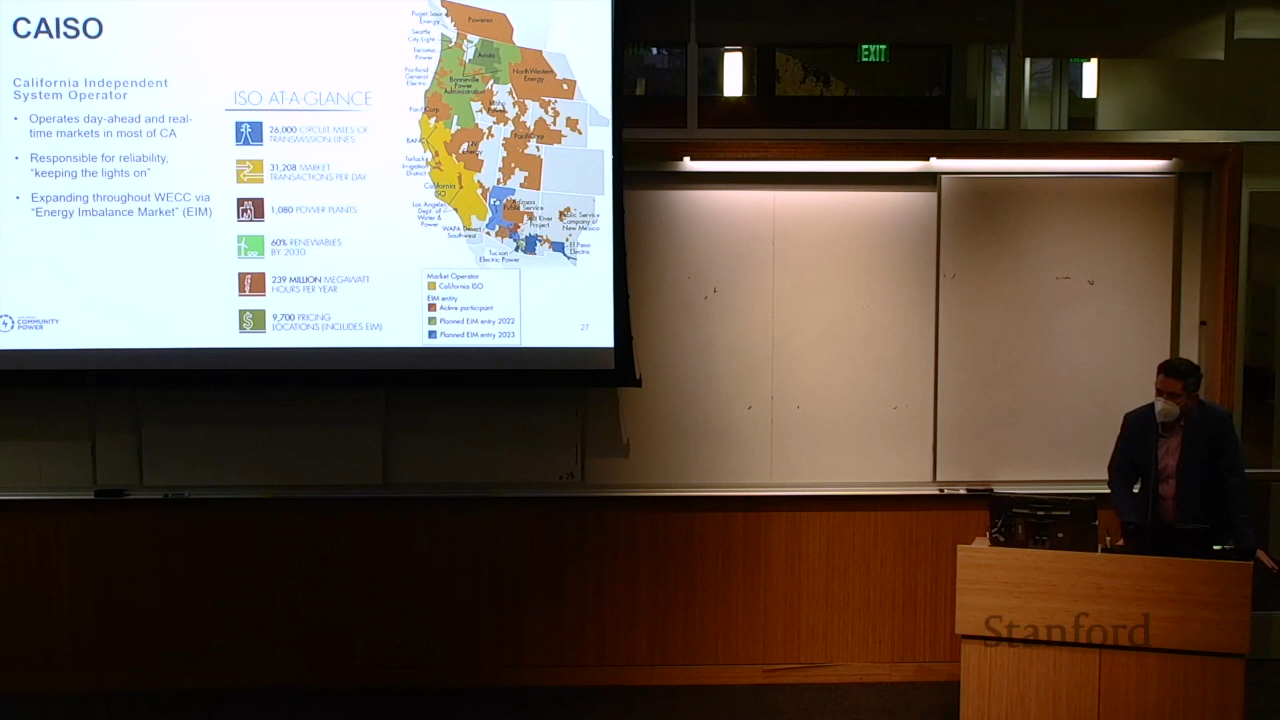 CAISO
California Independent
System Operator
• Operates day-ahead and real-
time markets in most of CA
• Responsible for reliability,
“keeping the lights on”
• Expanding throughout WECC via
“Energy Imbalance Market” (EIM)
COMMUNITY
POWER
ISO AT-A-GLANCE
26,000 CIRCUIT MILES OF
TRANSMISSION LINES
31,208 MARKET
TRANSACTIONS PER DAY
1,080 POWER PLANTS
60% RENEWABLES
BY 2030
239 MILLION MEGAWATT
HOURS PER YEAR
9,700 PRICING
LOCATIONS (INCLUDES EIM)
Puget Sound
Energy
Powerex
Seattle
City Light
Tacoma
Power
Avista
Portland
General
Electric
NorthWestern
Energy
Bonneville
Power
Administration
Idaho
Power
PacifiCorp
PacifiCorp
BANC
NV
Energy
Turlock
Irrigation
District
California
ISO
Los Angeles
Dept. of
Water &
Power
Arizona
Public Service
Salt River
Project
Public Service
Company of
New Mexico
WAPA Desert
Southwest
El Paso
Electric
Tucson
Electric Power
Market Operator
California ISO
EIM entity
Active participant
Planned EIM entry 2022
Planned EIM entry 2023
27
EXIT
Stanford